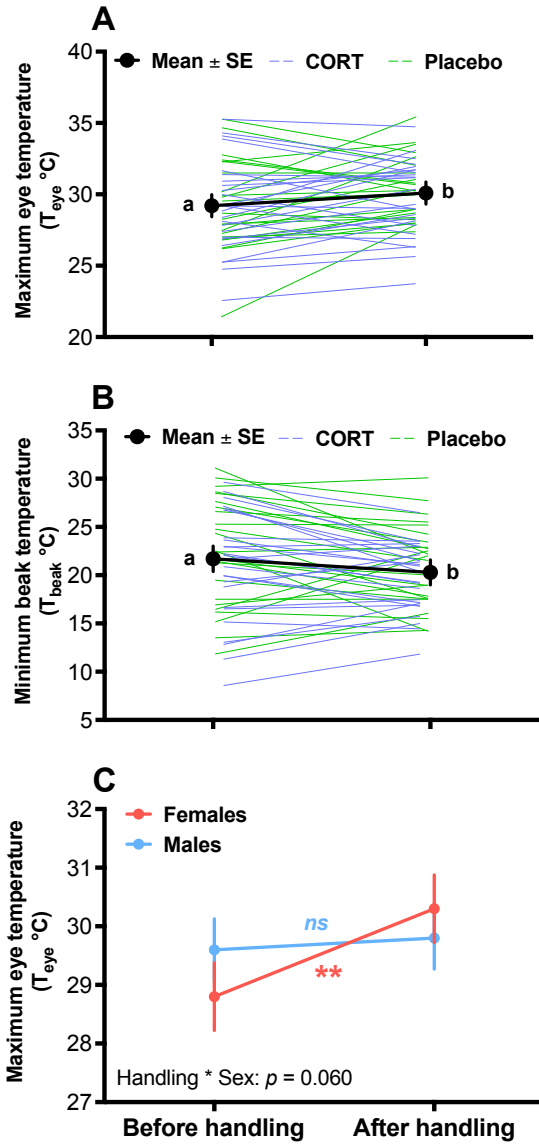 A
Mean ± SE
CORT
Placebo
Maximum eye temperature
(Teye °C)
40
35
30
25
20
a
b
B
Mean ± SE
CORT
Placebo
Minimum beak temperature
(Tbeak °C)
35
30
25
20
15
10
5
a
b
C
Females
Males
Maximum eye temperature
(Teye °C)
32
31
30
29
28
27
ns
**
Handling * Sex: p = 0.060
Before handling
After handling